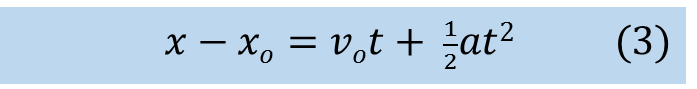 x − x₀ = v₀t + ½at² (3)